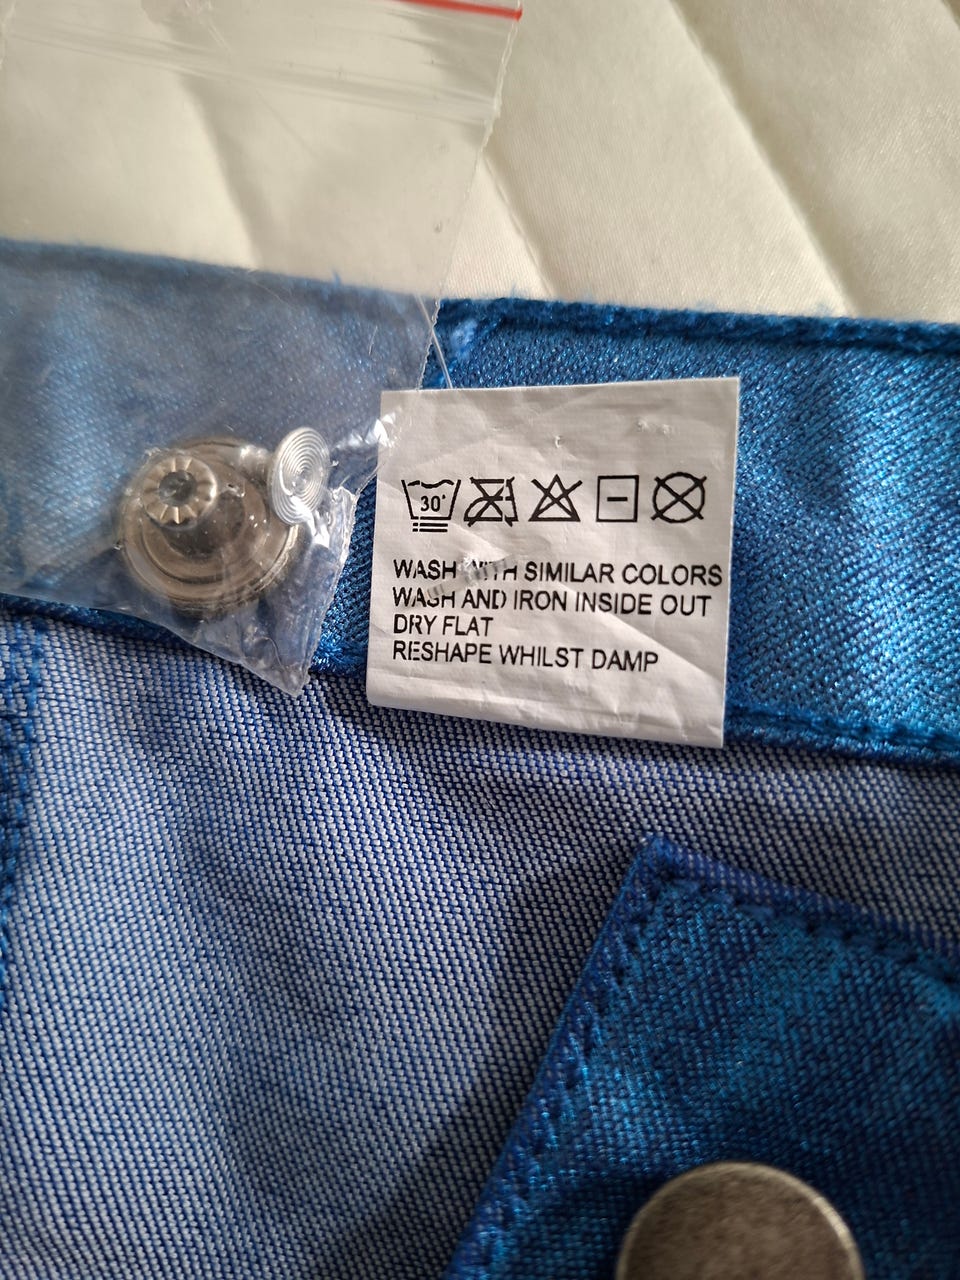 30°
WASH WITH SIMILAR COLORS
WASH AND IRON INSIDE OUT
DRY FLAT
RESHAPE WHILST DAMP